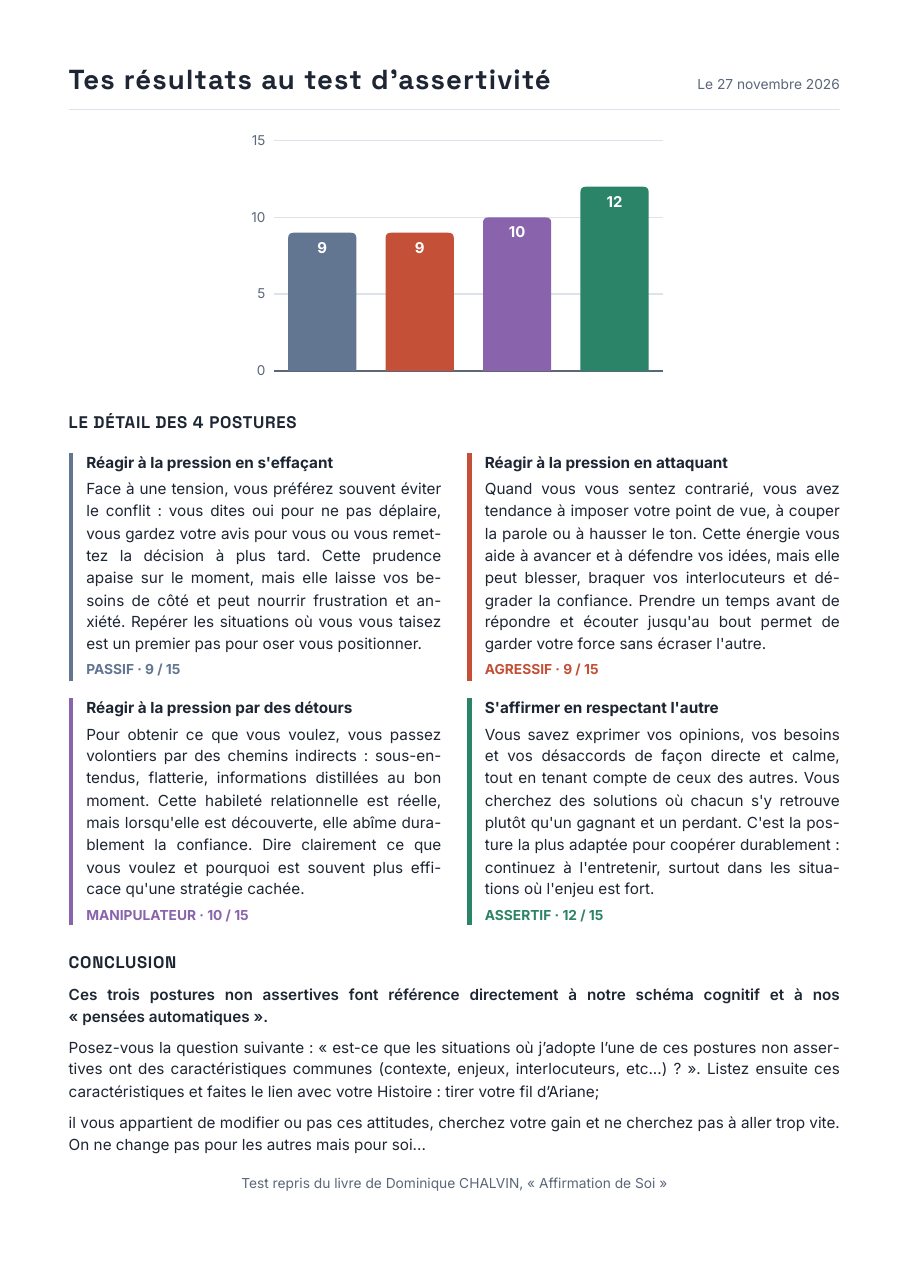 Tes résultats au test d’assertivité
Le 27 novembre 2026
15
10
5
0
9
9
10
12
LE DÉTAIL DES 4 POSTURES
Réagir à la pression en s'effaçant
Face à une tension, vous préférez souvent éviter
le conflit : vous dites oui pour ne pas déplaire,
vous gardez votre avis pour vous ou vous remet-
tez la décision à plus tard. Cette prudence
apaise sur le moment, mais elle laisse vos be-
soins de côté et peut nourrir frustration et an-
xiété. Repérer les situations où vous vous taisez
est un premier pas pour oser vous positionner.
PASSIF · 9 / 15
Réagir à la pression en attaquant
Quand vous vous sentez contrarié, vous avez
tendance à imposer votre point de vue, à couper
la parole ou à hausser le ton. Cette énergie vous
aide à avancer et à défendre vos idées, mais elle
peut blesser, braquer vos interlocuteurs et dé-
grader la confiance. Prendre un temps avant de
répondre et écouter jusqu'au bout permet de
garder votre force sans écraser l'autre.
AGRESSIF · 9 / 15
Réagir à la pression par des détours
Pour obtenir ce que vous voulez, vous passez
volontiers par des chemins indirects : sous-en-
tendus, flatterie, informations distillées au bon
moment. Cette habileté relationnelle est réelle,
mais lorsqu'elle est découverte, elle abîme dura-
blement la confiance. Dire clairement ce que
vous voulez et pourquoi est souvent plus effi-
cace qu'une stratégie cachée.
MANIPULATEUR · 10 / 15
S'affirmer en respectant l'autre
Vous savez exprimer vos opinions, vos besoins
et vos désaccords de façon directe et calme,
tout en tenant compte de ceux des autres. Vous
cherchez des solutions où chacun s'y retrouve
plutôt qu'un gagnant et un perdant. C'est la pos-
ture la plus adaptée pour coopérer durablement :
continuez à l'entretenir, surtout dans les situa-
tions où l'enjeu est fort.
ASSERTIF · 12 / 15
CONCLUSION
Ces trois postures non assertives font référence directement à notre schéma cognitif et à nos
« pensées automatiques ».
Posez-vous la question suivante : « est-ce que les situations où j’adopte l’une de ces postures non asser-
tives ont des caractéristiques communes (contexte, enjeux, interlocuteurs, etc…) ? ». Listez ensuite ces
caractéristiques et faites le lien avec votre Histoire : tirer votre fil d’Ariane;
il vous appartient de modifier ou pas ces attitudes, cherchez votre gain et ne cherchez pas à aller trop vite.
On ne change pas pour les autres mais pour soi…
Test repris du livre de Dominique CHALVIN, « Affirmation de Soi »